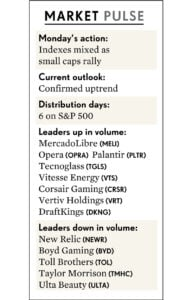 MARKET PULSE
Monday's action:
Indexes mixed as
small caps rally
Current outlook:
Confirmed uptrend
Distribution days:
6 on S&P 500
Leaders up in volume:
MercadoLibre (MELI)
Opera (OPRA) Palantir (PLTR)
Tecnoglass (TGLS)
Vitesse Energy (VTS)
Corsair Gaming (CRSR)
Vertiv Holdings (VRT)
DraftKings (DKNG)
Leaders down in volume:
New Relic (NEWR)
Boyd Gaming (BYD)
Toll Brothers (TOL)
Taylor Morrison (TMHC)
Ulta Beauty (ULTA)